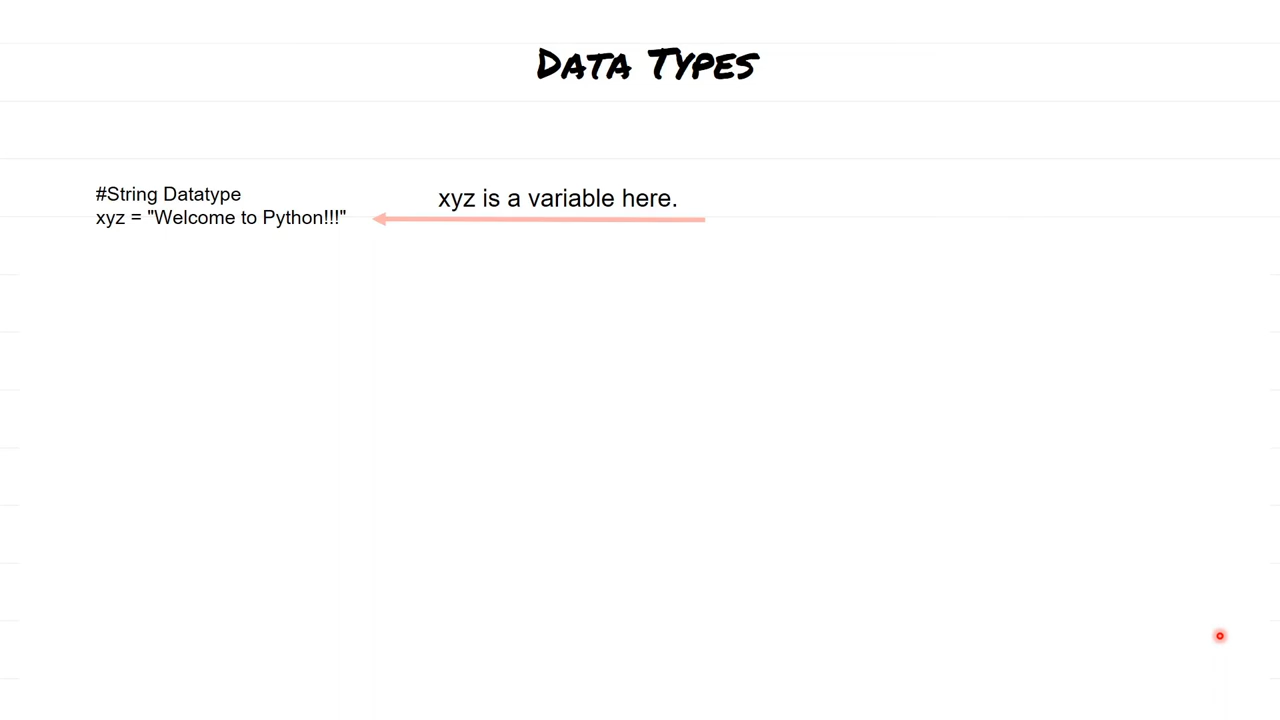 Data Types
#String Datatype
xyz is a variable here.
xyz = "Welcome to Python!!!"